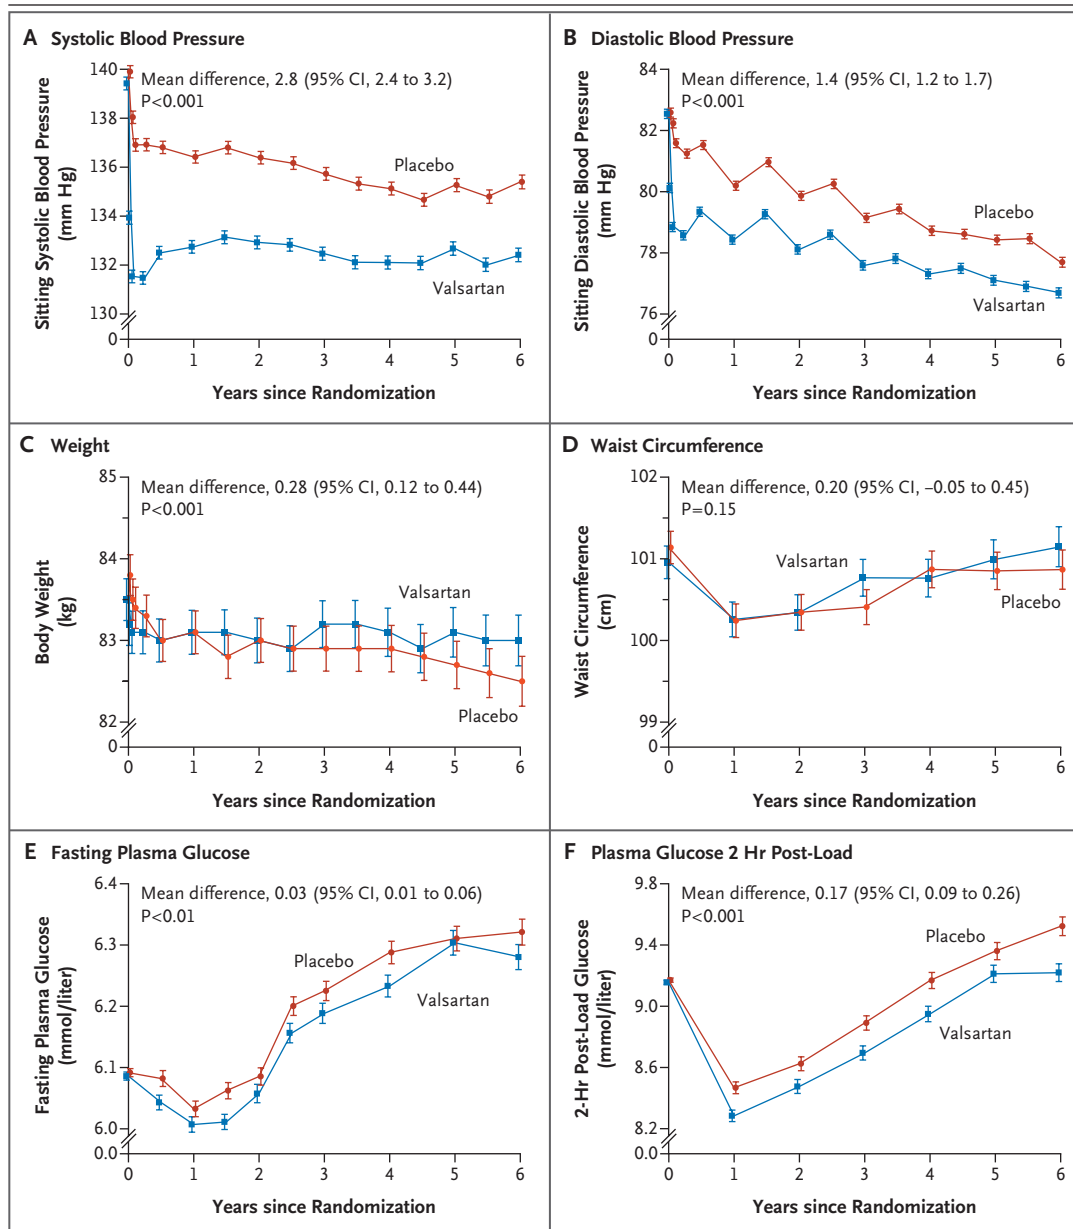 A Systolic Blood Pressure
Mean difference, 2.8 (95% CI, 2.4 to 3.2)
P<0.001
Sitting Systolic Blood Pressure
(mm Hg)
140
138
136
134
132
130
0
Placebo
Valsartan
0 1 2 3 4 5 6
Years since Randomization
B Diastolic Blood Pressure
Mean difference, 1.4 (95% CI, 1.2 to 1.7)
P<0.001
Sitting Diastolic Blood Pressure
(mm Hg)
84
82
80
78
76
0
Placebo
Valsartan
0 1 2 3 4 5 6
Years since Randomization
C Weight
Mean difference, 0.28 (95% CI, 0.12 to 0.44)
P<0.001
Body Weight
(kg)
85
84
83
82
0
Valsartan
Placebo
0 1 2 3 4 5 6
Years since Randomization
D Waist Circumference
Mean difference, 0.20 (95% CI, –0.05 to 0.45)
P=0.15
Waist Circumference
(cm)
102
101
100
99
0
Valsartan
Placebo
0 1 2 3 4 5 6
Years since Randomization
E Fasting Plasma Glucose
Mean difference, 0.03 (95% CI, 0.01 to 0.06)
P<0.01
Fasting Plasma Glucose
(mmol/liter)
6.4
6.3
6.2
6.1
6.0
0.0
Placebo
Valsartan
0 1 2 3 4 5 6
Years since Randomization
F Plasma Glucose 2 Hr Post-Load
Mean difference, 0.17 (95% CI, 0.09 to 0.26)
P<0.001
2-Hr Post-Load Glucose
(mmol/liter)
9.8
9.4
9.0
8.6
8.2
0.0
Placebo
Valsartan
0 1 2 3 4 5 6
Years since Randomization